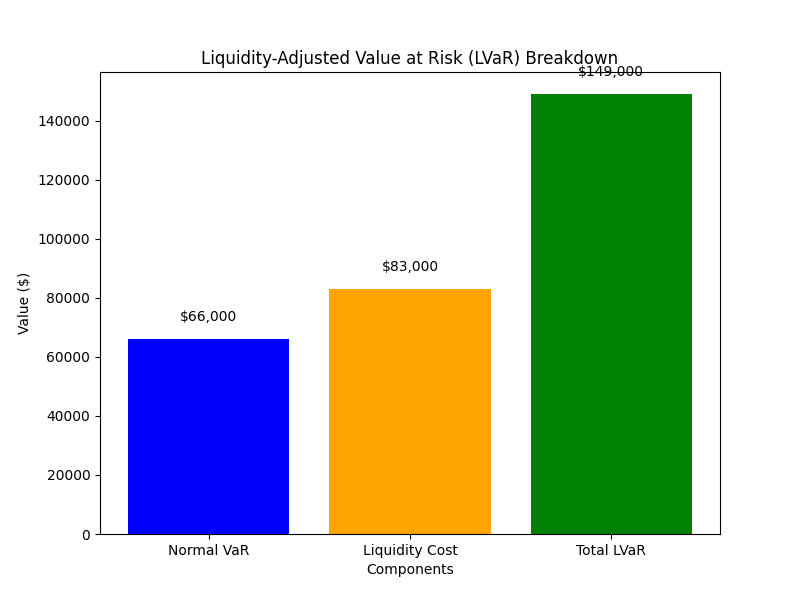 Liquidity-Adjusted Value at Risk (LVaR) Breakdown
$149,000
140000
120000
100000
$83,000
80000
Value ($)
$66,000
60000
40000
20000
0
Normal VaR
Liquidity Cost
Total LVaR
Components